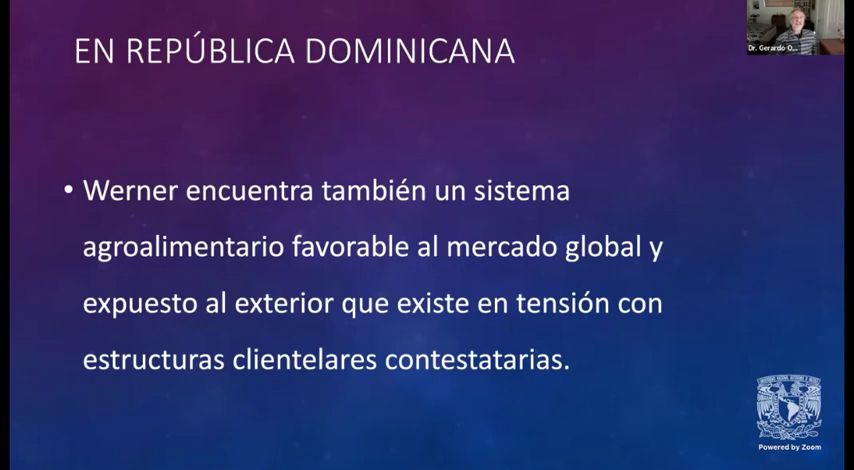 EN REPÚBLICA DOMINICANA
Dr. Gerardo O...
• Werner encuentra también un sistema
agroalimentario favorable al mercado global y
expuesto al exterior que existe en tensión con
estructuras clientelares contestatarias.
Powered by Zoom